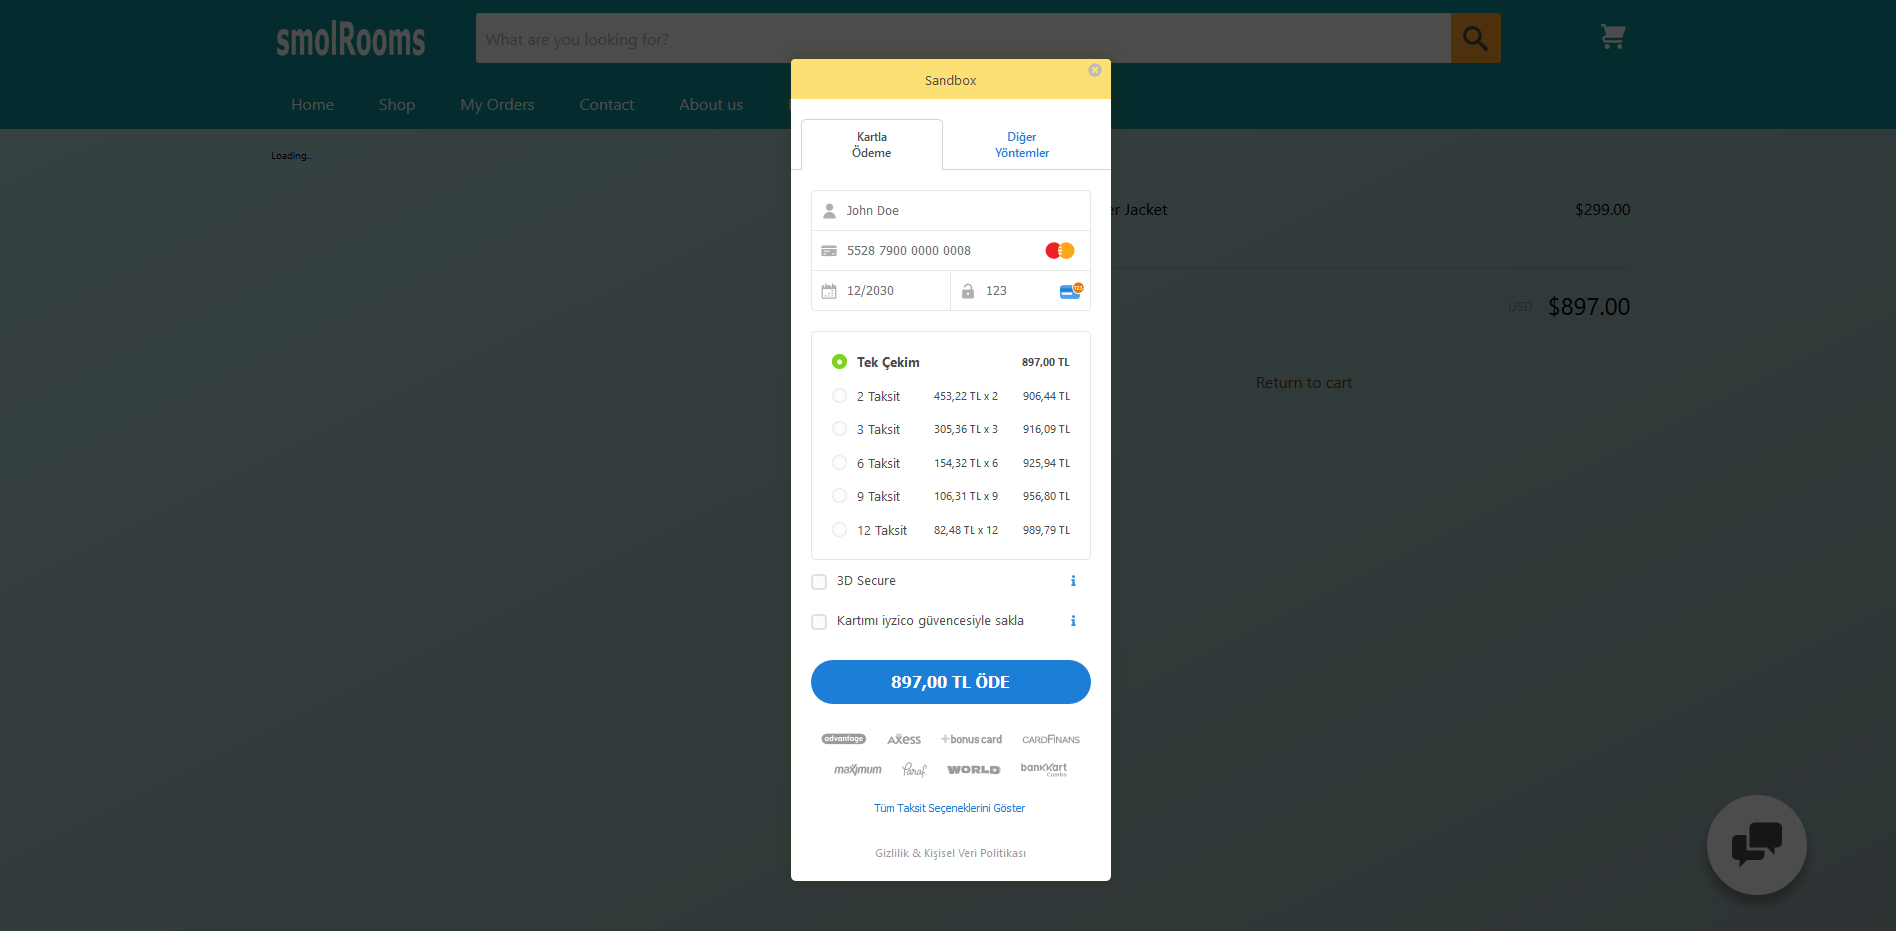 smolRooms
What are you looking for?
Home Shop My Orders Contact About us
Loading...
Sandbox
Kartla
Ödeme
Diğer
Yöntemler
John Doe
5528 7900 0000 0008
12/2030 123
Tek Çekim 897,00 TL
2 Taksit 453,22 TL x 2 906,44 TL
3 Taksit 305,36 TL x 3 916,09 TL
6 Taksit 154,32 TL x 6 925,94 TL
9 Taksit 106,31 TL x 9 956,80 TL
12 Taksit 82,48 TL x 12 989,79 TL
3D Secure
Kartımı iyzico güvencesiyle sakla
897,00 TL ÖDE
advantage AXess +bonus card CARDFINANS
maximum Paraf WORLD bankKart
Combo
Tüm Taksit Seçeneklerini Göster
Gizlilik & Kişisel Veri Politikası
Jacket $299.00
USD $897.00
Return to cart